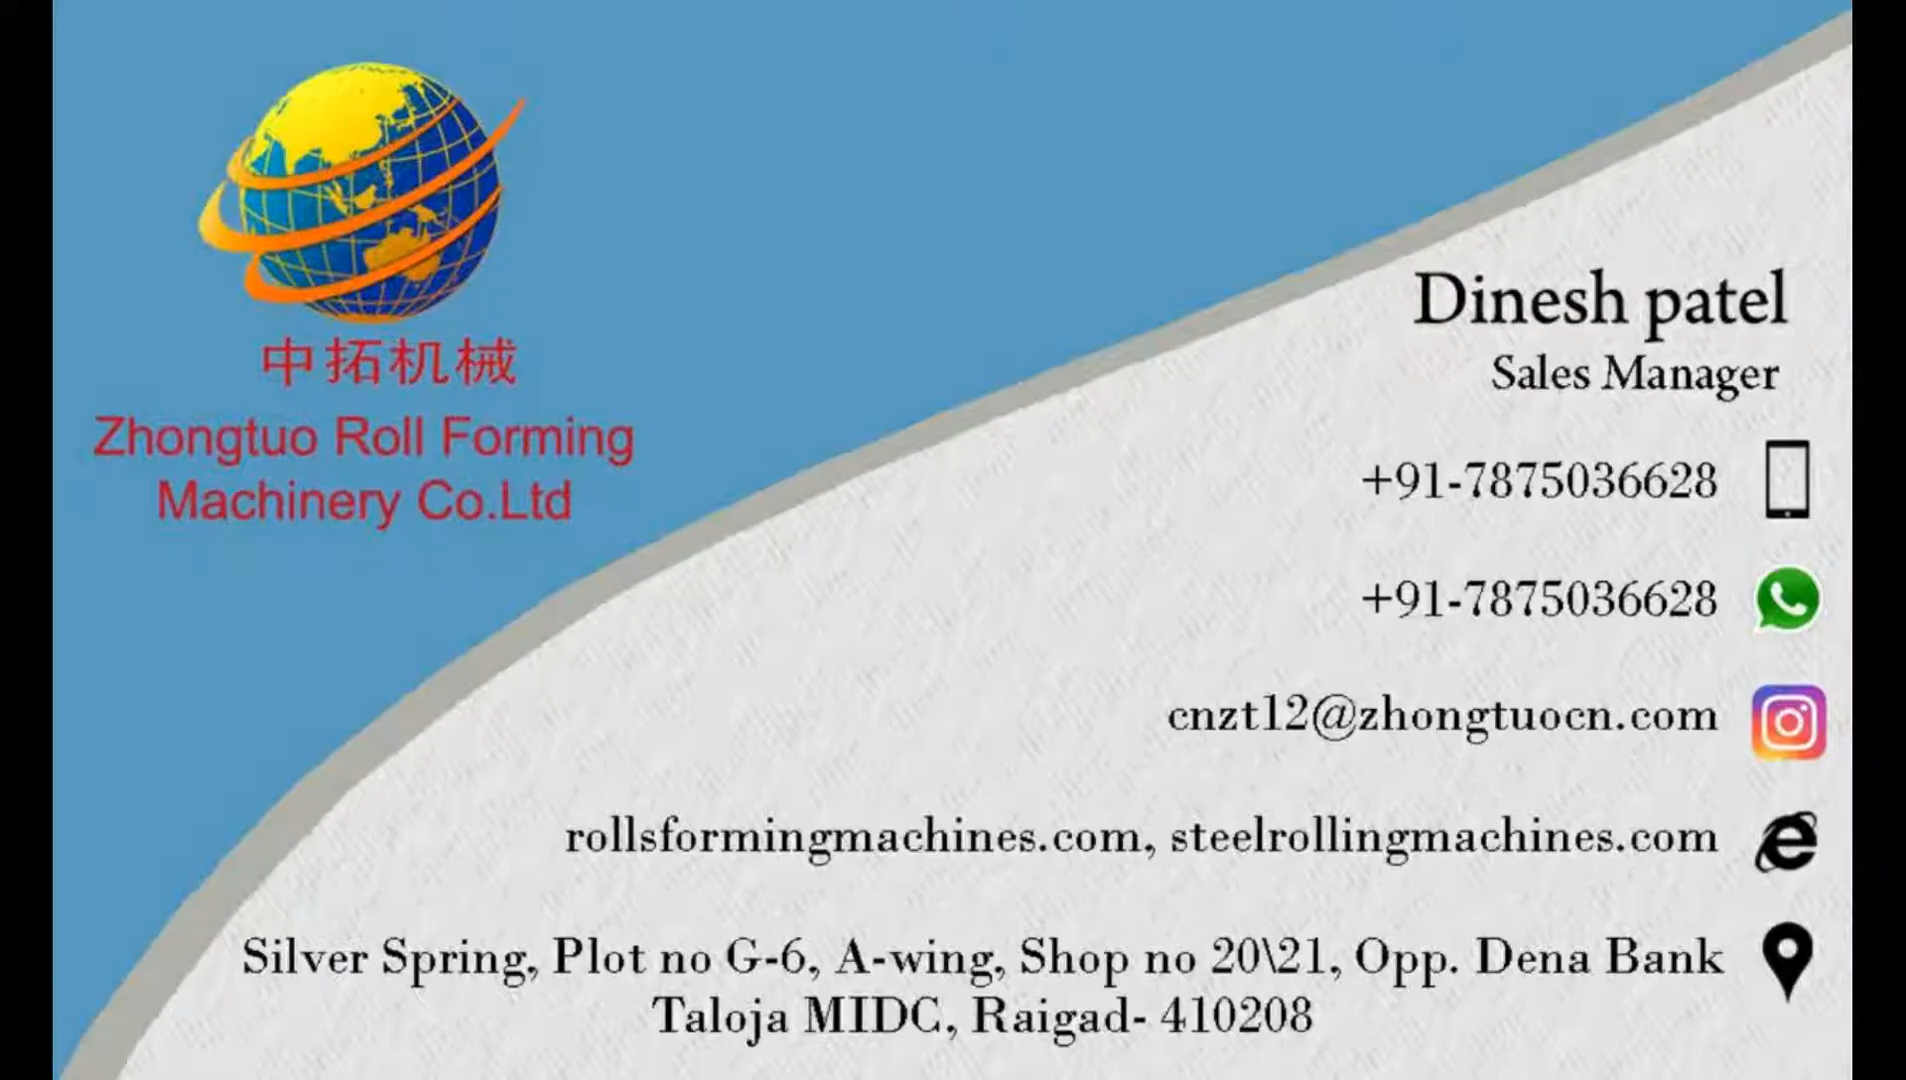 中拓机械
Zhongtuo Roll Forming
Machinery Co.Ltd
Dinesh patel
Sales Manager
+91-7875036628
+91-7875036628
cnzt12@zhongtuocn.com
rollsformingmachines.com, steelrollingmachines.com
Silver Spring, Plot no G-6, A-wing, Shop no 20\21, Opp. Dena Bank
Taloja MIDC, Raigad- 410208